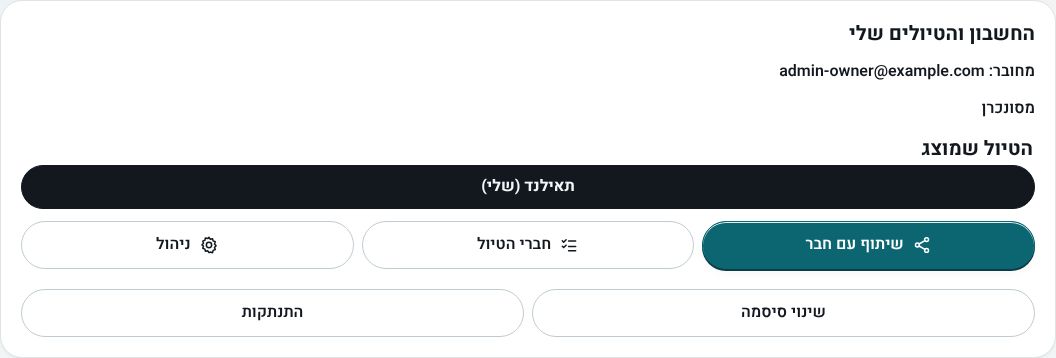 החשבון והטיולים שלי
מחובר: admin-owner@example.com
מסונכרן
הטיול שמוצג
תאילנד (שלי)
שיתוף עם חבר
חברי הטיול
ניהול
שינוי סיסמה
התנתקות